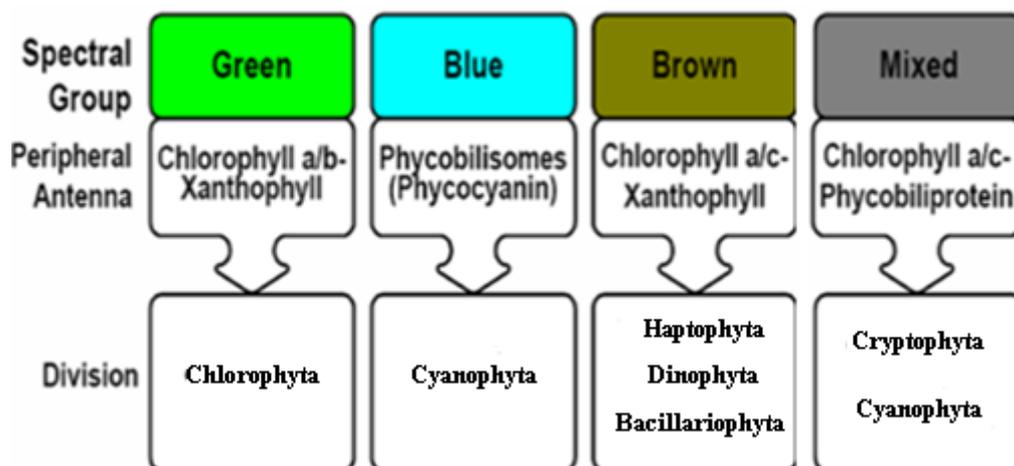 Spectral Group
Green
Blue
Brown
Mixed
Peripheral Antenna
Chlorophyll a/b-
Xanthophyll
Phycobilisomes
(Phycocyanin)
Chlorophyll a/c-
Xanthophyll
Chlorophyll a/c-
Phycobiliprotein
Division
Chlorophyta
Cyanophyta
Haptophyta
Dinophyta
Bacillariophyta
Cryptophyta
Cyanophyta